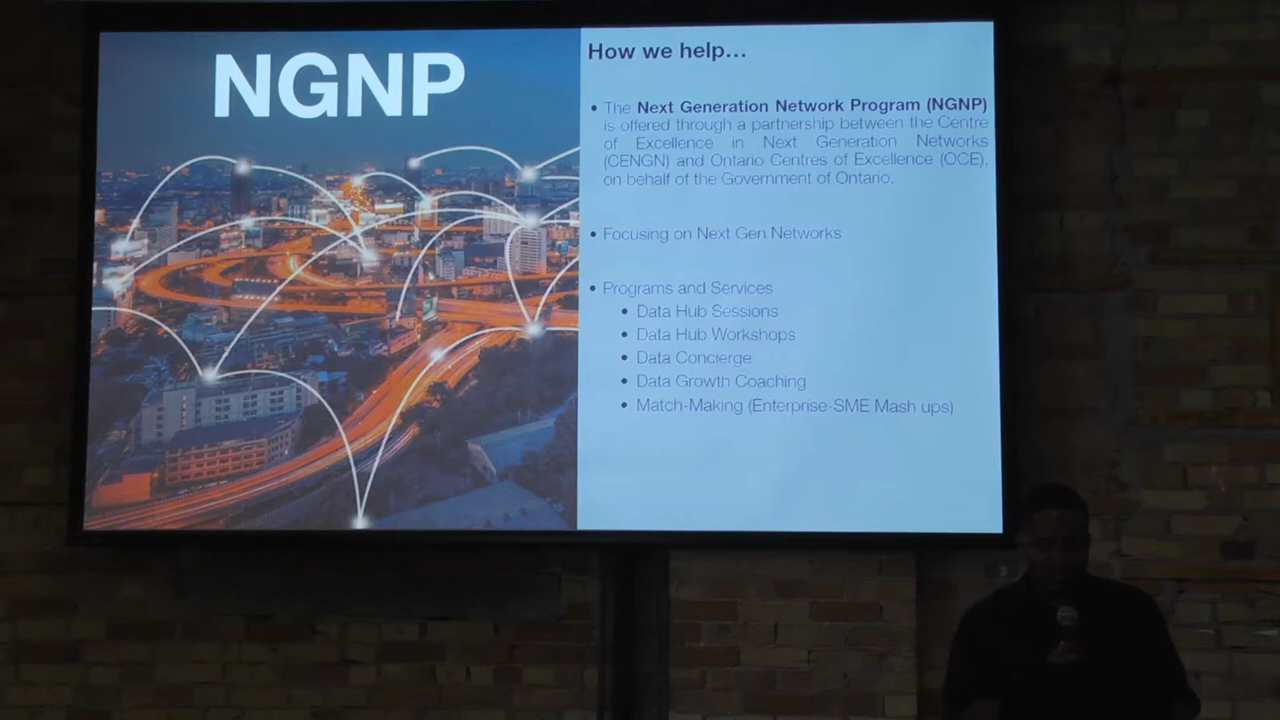 NGNP
How we help...
• The Next Generation Network Program (NGNP)
is offered through a partnership between the Centre
of Excellence in Next Generation Networks
(CENGN) and Ontario Centres of Excellence (OCE),
on behalf of the Government of Ontario.
• Focusing on Next Gen Networks
• Programs and Services
• Data Hub Sessions
• Data Hub Workshops
• Data Concierge
• Data Growth Coaching
• Match-Making (Enterprise-SME Mash ups)